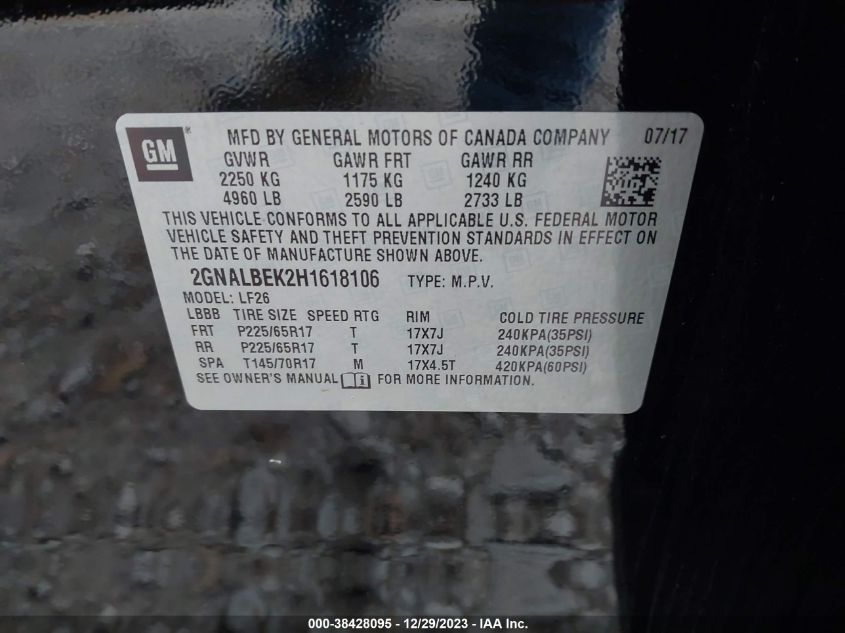 GM MFD BY GENERAL MOTORS OF CANADA COMPANY 07/17
GVWR GAWR FRT GAWR RR
2250 KG 1175 KG 1240 KG
4960 LB 2590 LB 2733 LB
THIS VEHICLE CONFORMS TO ALL APPLICABLE U.S. FEDERAL MOTOR
VEHICLE SAFETY AND THEFT PREVENTION STANDARDS IN EFFECT ON
THE DATE OF MANUFACTURE SHOWN ABOVE.
2GNALBEK2H1618106 TYPE: M.P.V.
MODEL: LF26
LBBB TIRE SIZE SPEED RTG RIM COLD TIRE PRESSURE
FRT P225/65R17 T 17X7J 240KPA(35PSI)
RR P225/65R17 T 17X7J 240KPA(35PSI)
SPA T145/70R17 M 17X4.5T 420KPA(60PSI)
SEE OWNER'S MANUAL FOR MORE INFORMATION.
000-38428095 - 12/29/2023 - IAA Inc.